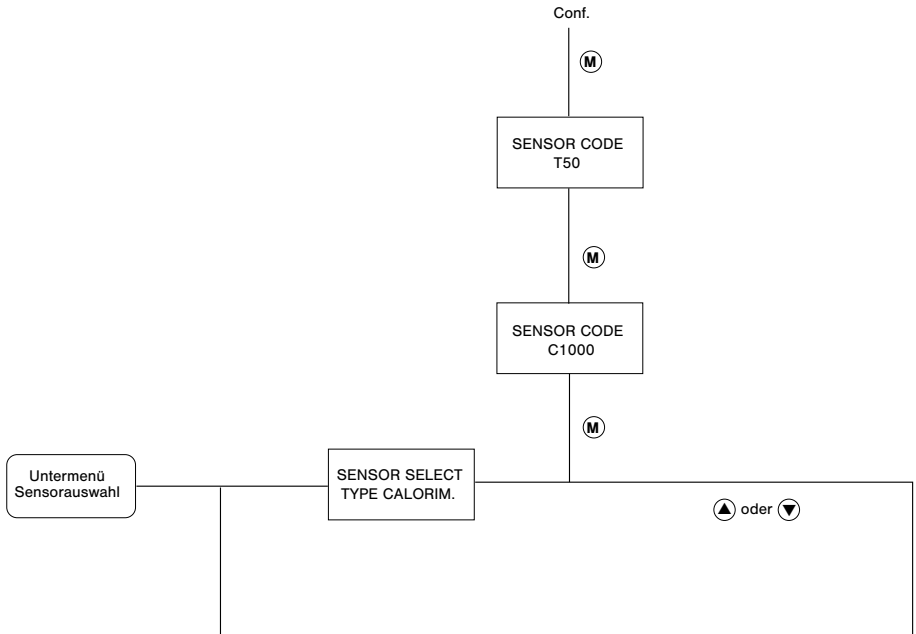 Conf.
M
SENSOR CODE
T50
M
SENSOR CODE
C1000
M
Untermenü
Sensorauswahl
SENSOR SELECT
TYPE CALORIM.
▲ oder ▼